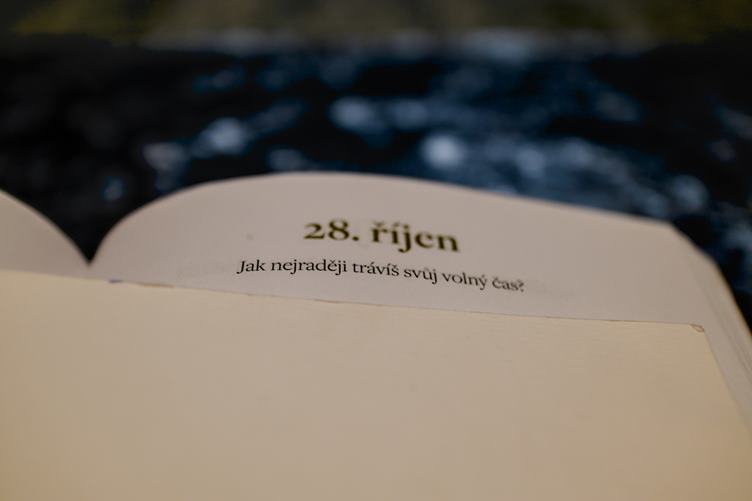 28. říjen
Jak nejraději trávíš svůj volný čas?